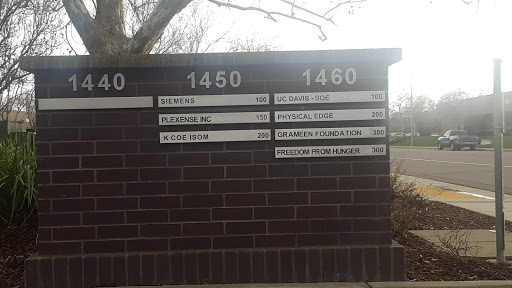 1440
1450
SIEMENS 100
PLEXENSE INC 150
K COE ISOM 200
1460
UC DAVIS - SOE 100
PHYSICAL EDGE 200
GRAMEEN FOUNDATION 300
FREEDOM FROM HUNGER 300